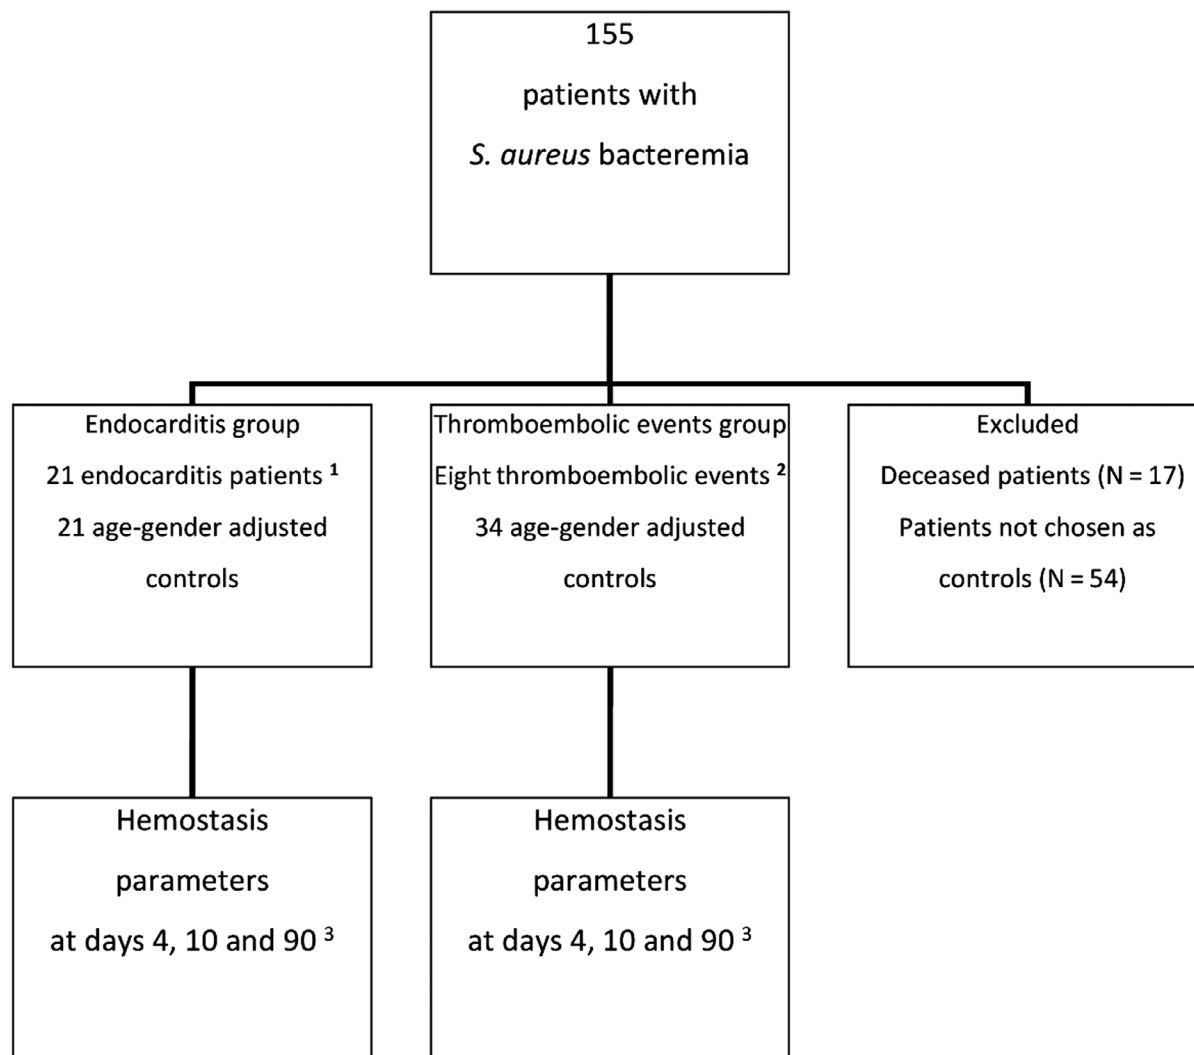 155
patients with
S. aureus bacteremia
Endocarditis group
21 endocarditis patients ¹
21 age-gender adjusted
controls
Thromboembolic events group
Eight thromboembolic events ²
34 age-gender adjusted
controls
Excluded
Deceased patients (N = 17)
Patients not chosen as
controls (N = 54)
Hemostasis
parameters
at days 4, 10 and 90 ³
Hemostasis
parameters
at days 4, 10 and 90 ³